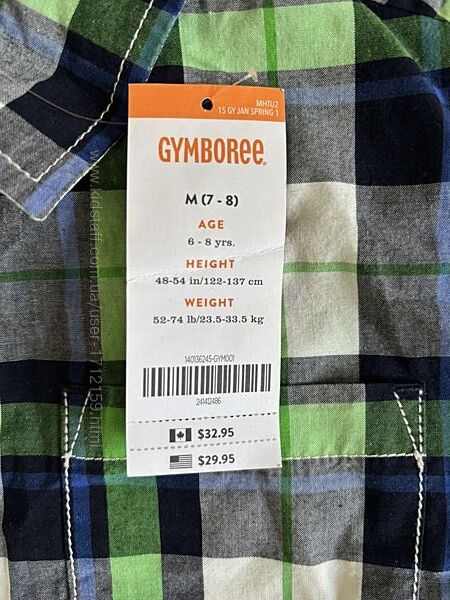 MHTU2
15 GY JAN SPRING 1
GYMBOREE
M (7 - 8)
AGE
6 - 8 yrs.
HEIGHT
48-54 in/122-137 cm
WEIGHT
52-74 lb/23.5-33.5 kg
140136245-GYM001
241412486
$32.95
$29.95